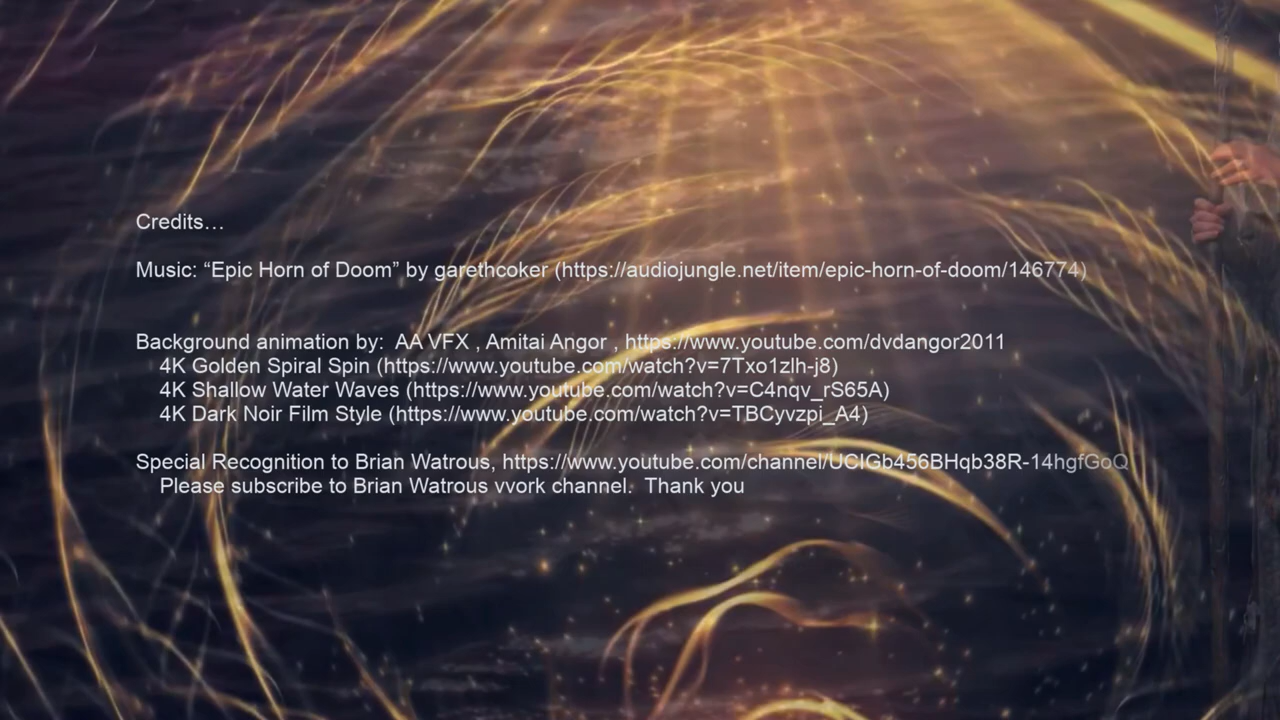 Credits…
Music: “Epic Horn of Doom” by garethcoker (https://audiojungle.net/item/epic-horn-of-doom/146774)
Background animation by:  AA VFX , Amitai Angor , https://www.youtube.com/dvdangor2011
4K Golden Spiral Spin (https://www.youtube.com/watch?v=7Txo1zlh-j8)
4K Shallow Water Waves (https://www.youtube.com/watch?v=C4nqv_rS65A)
4K Dark Noir Film Style (https://www.youtube.com/watch?v=TBCyvzpi_A4)
Special Recognition to Brian Watrous, https://www.youtube.com/channel/UCIGb456BHqb38R-14hgfGoQ
Please subscribe to Brian Watrous vvork channel.  Thank you